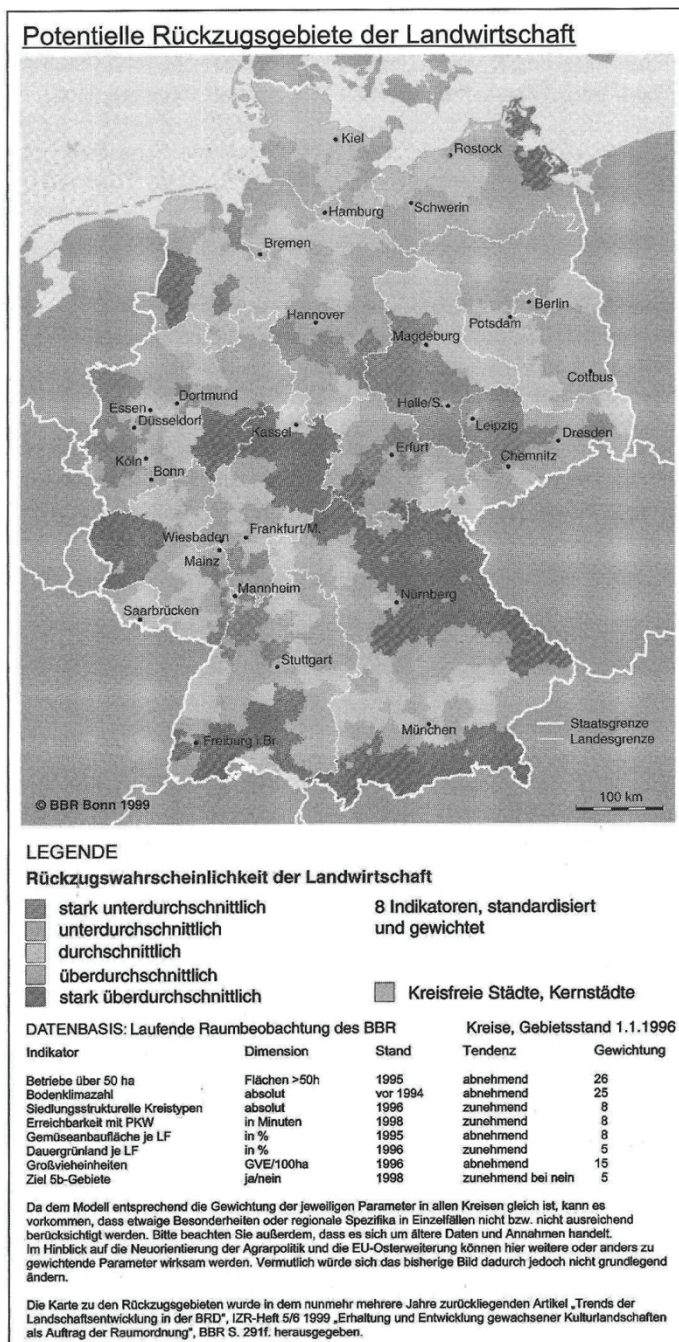 Potentielle Rückzugsgebiete der Landwirtschaft
Kiel
Rostock
Hamburg
Schwerin
Bremen
Berlin
Hannover
Potsdam
Magdeburg
Cottbus
Essen
Dortmund
Halle/S.
Düsseldorf
Kassel
Leipzig
Dresden
Köln
Erfurt
Chemnitz
Bonn
Wiesbaden
Frankfurt/M.
Mainz
Mannheim
Nürnberg
Saarbrücken
Stuttgart
München
Staatsgrenze
Freiburg i.Br.
Landesgrenze
© BBR Bonn 1999
100 km
LEGENDE
Rückzugswahrscheinlichkeit der Landwirtschaft
stark unterdurchschnittlich 8 Indikatoren, standardisiert
unterdurchschnittlich und gewichtet
durchschnittlich
überdurchschnittlich
stark überdurchschnittlich Kreisfreie Städte, Kernstädte
DATENBASIS: Laufende Raumbeobachtung des BBR Kreise, Gebietsstand 1.1.1996
Indikator Dimension Stand Tendenz Gewichtung
Betriebe über 50 ha Flächen >50h 1995 abnehmend 26
Bodenklimazahl absolut vor 1994 abnehmend 25
Siedlungsstrukturelle Kreistypen absolut 1996 zunehmend 8
Erreichbarkeit mit PKW in Minuten 1998 zunehmend 8
Gemüseanbaufläche je LF in % 1995 abnehmend 8
Dauergrünland je LF in % 1996 zunehmend 5
Großvieheinheiten GVE/100ha 1996 abnehmend 15
Ziel 5b-Gebiete ja/nein 1998 zunehmend bei nein 5
Da dem Modell entsprechend die Gewichtung der jeweiligen Parameter in allen Kreisen gleich ist, kann es
vorkommen, dass etwaige Besonderheiten oder regionale Spezifika in Einzelfällen nicht bzw. nicht ausreichend
berücksichtigt werden. Bitte beachten Sie außerdem, dass es sich um ältere Daten und Annahmen handelt.
Im Hinblick auf die Neuorientierung der Agrarpolitik und die EU-Osterweiterung können hier weitere oder anders zu
gewichtende Parameter wirksam werden. Vermutlich würde sich das bisherige Bild dadurch jedoch nicht grundlegend
ändern.
Die Karte zu den Rückzugsgebieten wurde in dem nunmehr mehrere Jahre zurückliegenden Artikel „Trends der
Landschaftsentwicklung in der BRD", IZR-Heft 5/6 1999 „Erhaltung und Entwicklung gewachsener Kulturlandschaften
als Auftrag der Raumordnung", BBR S. 291f. herausgegeben.